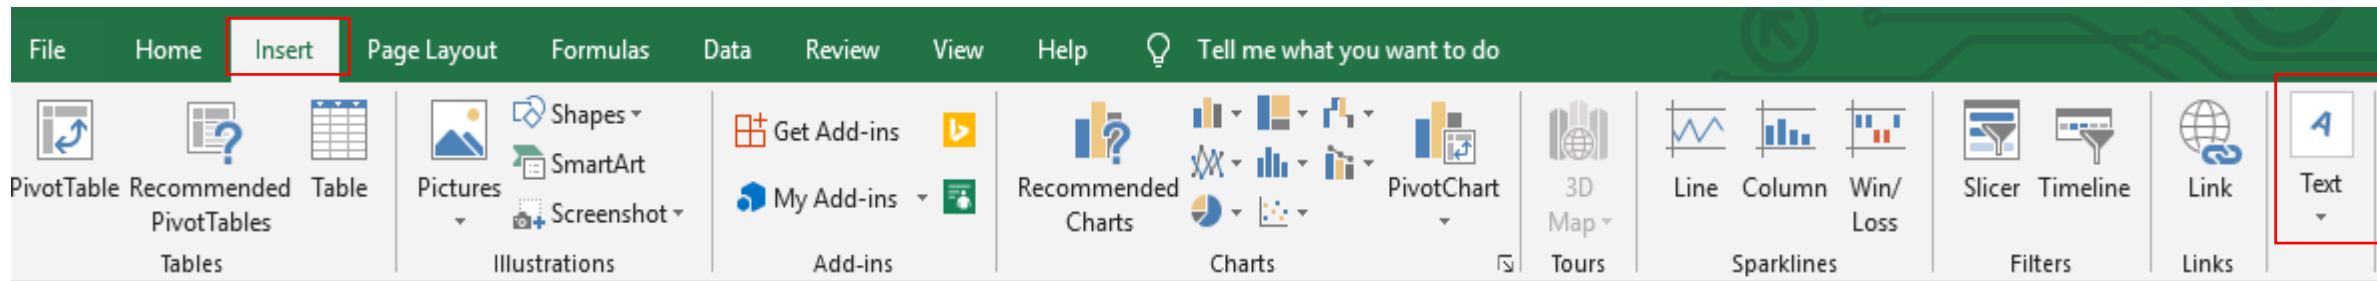 File Home Insert Page Layout Formulas Data Review View Help Tell me what you want to do
PivotTable
Recommended
PivotTables
Table
Tables
Pictures
Shapes
SmartArt
Screenshot
Illustrations
Get Add-ins
My Add-ins
Add-ins
Recommended
Charts
PivotChart
Charts
3D
Map
Tours
Line
Column
Win/
Loss
Sparklines
Slicer
Timeline
Filters
Link
Links
A
Text